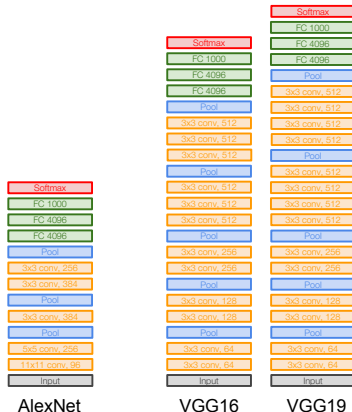 Softmax
FC 1000
FC 4096
FC 4096
Pool
3x3 conv, 256
3x3 conv, 384
Pool
3x3 conv, 384
Pool
5x5 conv, 256
11x11 conv, 96
Input
AlexNet
Softmax
FC 1000
FC 4096
FC 4096
Pool
3x3 conv, 512
3x3 conv, 512
3x3 conv, 512
Pool
3x3 conv, 512
3x3 conv, 512
3x3 conv, 512
Pool
3x3 conv, 256
3x3 conv, 256
Pool
3x3 conv, 128
3x3 conv, 128
Pool
3x3 conv, 64
3x3 conv, 64
Input
VGG16
Softmax
FC 1000
FC 4096
FC 4096
Pool
3x3 conv, 512
3x3 conv, 512
3x3 conv, 512
3x3 conv, 512
Pool
3x3 conv, 512
3x3 conv, 512
3x3 conv, 512
3x3 conv, 512
Pool
3x3 conv, 256
3x3 conv, 256
Pool
3x3 conv, 128
3x3 conv, 128
Pool
3x3 conv, 64
3x3 conv, 64
Input
VGG19